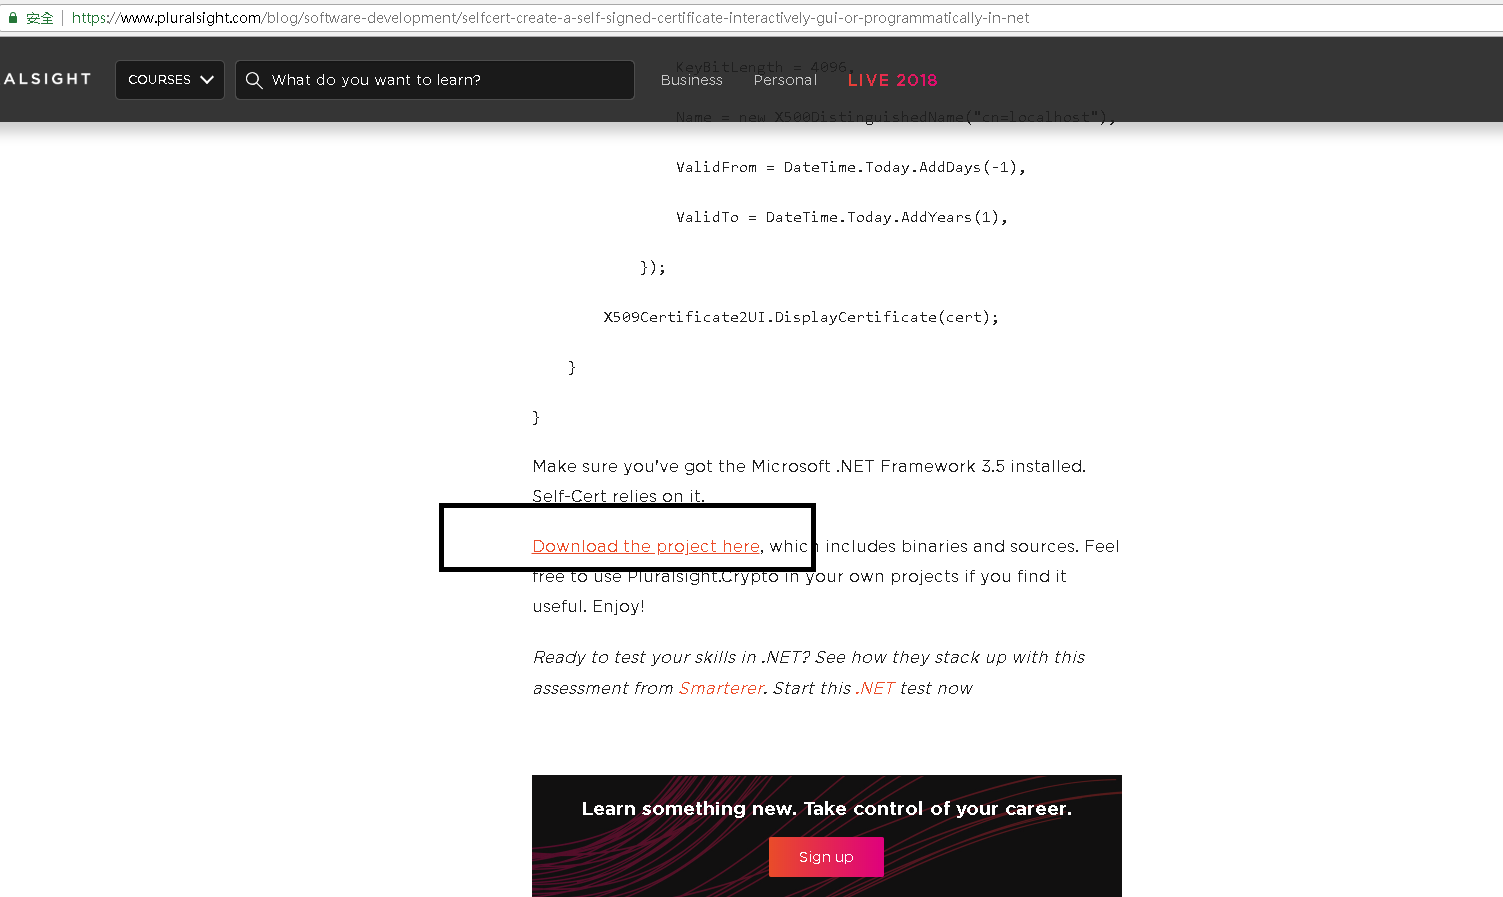 安全 https://www.pluralsight.com/blog/software-development/selfcert-create-a-self-signed-certificate-interactively-gui-or-programmatically-in-net
ALSIGHT COURSES What do you want to learn? Business Personal LIVE 2018
KeyBitLength = 4096,
Name = new X500DistinguishedName("cn=localhost"),
ValidFrom = DateTime.Today.AddDays(-1),
ValidTo = DateTime.Today.AddYears(1),
});
X509Certificate2UI.DisplayCertificate(cert);
}
}
Make sure you've got the Microsoft .NET Framework 3.5 installed.
Self-Cert relies on it.
Download the project here, which includes binaries and sources. Feel
free to use Pluralsight.Crypto in your own projects if you find it
useful. Enjoy!
Ready to test your skills in .NET? See how they stack up with this
assessment from Smarterer. Start this .NET test now
Learn something new. Take control of your career.
Sign up